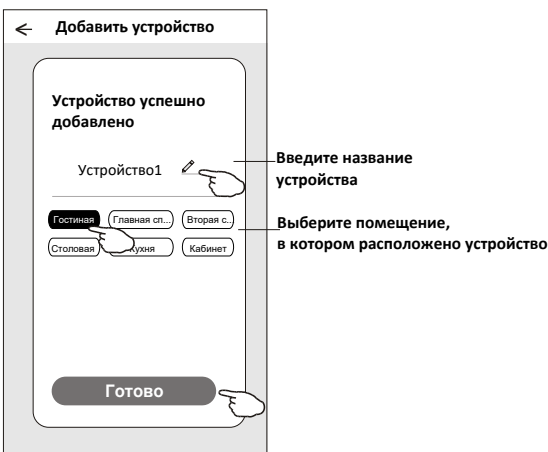 Добавить устройство
Устройство успешно
добавлено
Устройство1
Введите название
устройства
Гостиная Главная сп... Вторая с...
Выберите помещение,
в котором расположено устройство
Столовая Кухня Кабинет
Готово